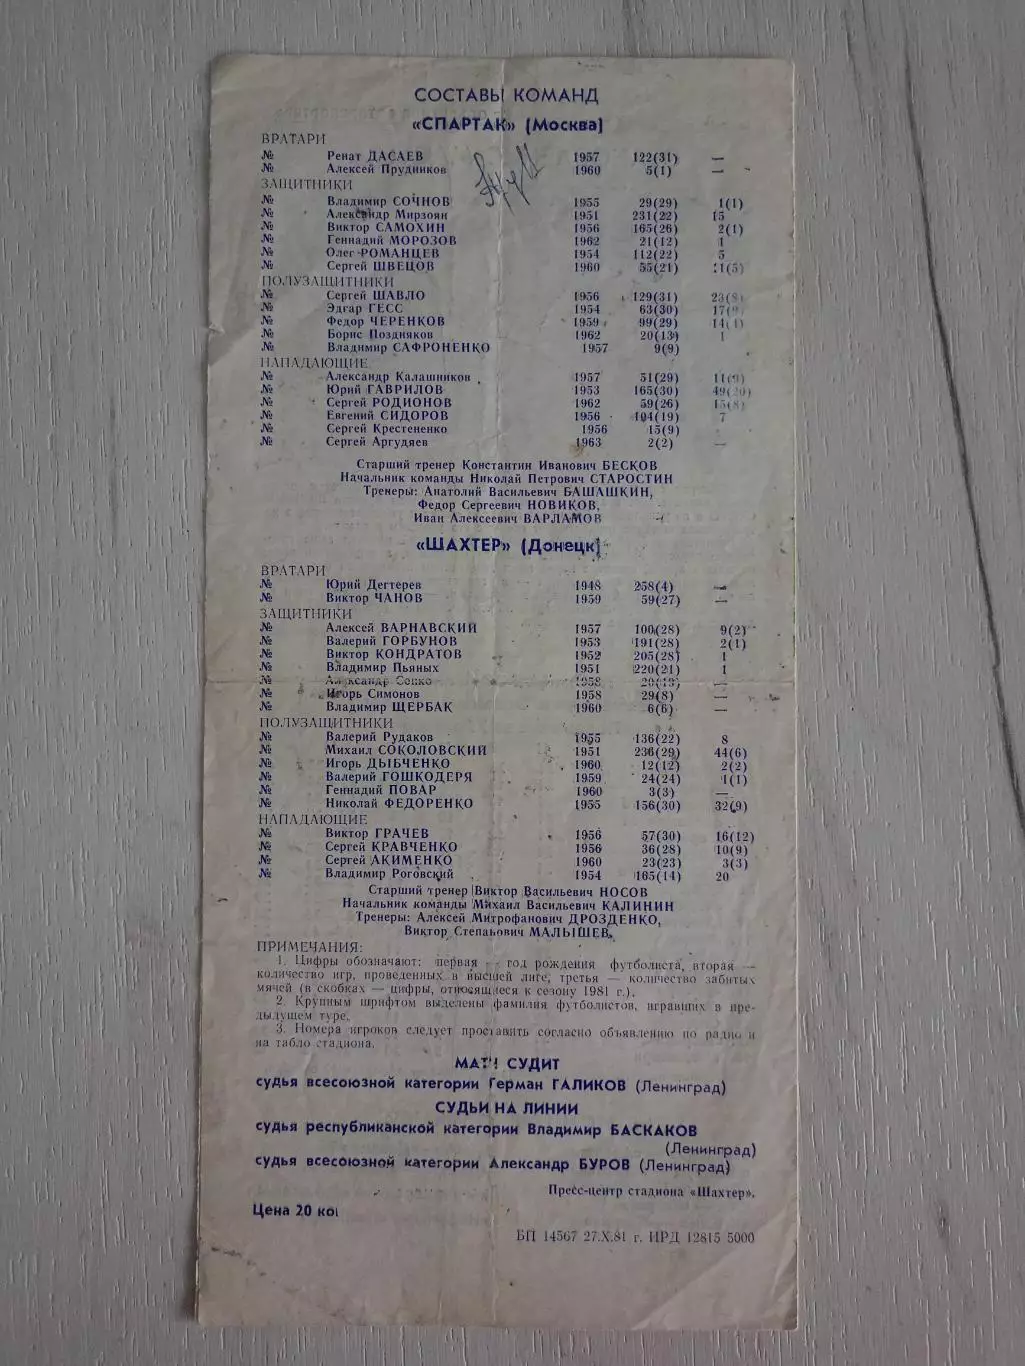 СОСТАВЫ КОМАНД
«СПАРТАК» (Москва)
ВРАТАРИ
№ Ренат ДАСАЕВ 1957 122(31) —
№ Алексей Прудников 1960 5(1) —
ЗАЩИТНИКИ
№ Владимир СОЧНОВ 1955 29(29) 1(1)
№ Александр Мирзоян 1951 231(22) 15
№ Виктор САМОХИН 1956 165(26) 2(1)
№ Геннадий МОРОЗОВ 1962 21(12) 1
№ Олег РОМАНЦЕВ 1954 112(22) 5
№ Сергей ШВЕЦОВ 1960 55(21) 11(5)
ПОЛУЗАЩИТНИКИ
№ Сергей ШАВЛО 1956 129(31) 23(8)
№ Эдгар ГЕСС 1954 63(30)
№ Федор ЧЕРЕНКОВ 1959 99(29)
№ Борис Поздняков 1962 20(13) 1
№ Владимир САФРОНЕНКО 1957 9(9)
НАПАДАЮЩИЕ
№ Александр Калашников 1957 51(29) 11(9)
№ Юрий ГАВРИЛОВ 1953 165(30) 49(20)
№ Сергей РОДИОНОВ 1962 59(26) 15(8)
№ Евгений СИДОРОВ 1956 104(19) 7
№ Сергей Крестененко 1956 15(9)
№ Сергей Аргудяев 1963 2(2) —
Старший тренер Константин Иванович БЕСКОВ
Начальник команды Николай Петрович СТАРОСТИН
Тренеры: Анатолий Васильевич БАШАШКИН,
Федор Сергеевич НОВИКОВ,
Иван Алексеевич ВАРЛАМОВ
«ШАХТЕР» (Донецк)
ВРАТАРИ
№ Юрий Дегтерев 1948 258(4) —
№ Виктор ЧАНОВ 1959 59(27) —
ЗАЩИТНИКИ
№ Алексей ВАРНАВСКИЙ 1957 100(28) 9(2)
№ Валерий ГОРБУНОВ 1953 191(28) 2(1)
№ Виктор КОНДРАТОВ 1952 205(28) 1
№ Владимир Пьяных 1951 220(21) 1
№ Александр Сопко 1958 20(13) —
№ Игорь Симонов 1958 29(8) —
№ Владимир ЩЕРБАК 1960 6(6) —
ПОЛУЗАЩИТНИКИ
№ Валерий Рудаков 1955 136(22) 8
№ Михаил СОКОЛОВСКИЙ 1951 236(29) 44(6)
№ Игорь ДЫБЧЕНКО 1960 12(12) 2(2)
№ Валерий ГОШКОДЕРЯ 1959 24(24) 1(1)
№ Геннадий ПОВАР 1960 3(3) —
№ Николай ФЕДОРЕНКО 1955 156(30) 32(9)
НАПАДАЮЩИЕ
№ Виктор ГРАЧЕВ 1956 57(30) 16(12)
№ Сергей КРАВЧЕНКО 1956 36(28) 10(9)
№ Сергей АКИМЕНКО 1960 23(23) 3(3)
№ Владимир Роговский 1954 165(14) 20
Старший тренер Виктор Васильевич НОСОВ
Начальник команды Михаил Васильевич КАЛИНИН
Тренеры: Алексей Митрофанович ДРОЗДЕНКО,
Виктор Степанович МАЛЫШЕВ.
ПРИМЕЧАНИЯ:
1. Цифры обозначают: первая — год рождения футболиста, вторая —
количество игр, проведенных в высшей лиге, третья — количество забитых
мячей (в скобках — цифры, относящиеся к сезону 1981 г.).
2. Крупным шрифтом выделены фамилия футболистов, игравших в пре-
дыдущем туре.
3. Номера игроков следует проставить согласно объявлению по радио и
на табло стадиона.
МАТЧ СУДИТ
судья всесоюзной категории Герман ГАЛИКОВ (Ленинград)
СУДЬИ НА ЛИНИИ
судья республиканской категории Владимир БАСКАКОВ
(Ленинград)
судья всесоюзной категории Александр БУРОВ (Ленинград)
Пресс-центр стадиона «Шахтер».
Цена 20 коп
БП 14567 27.X.81 г. ИРД 12815 5000